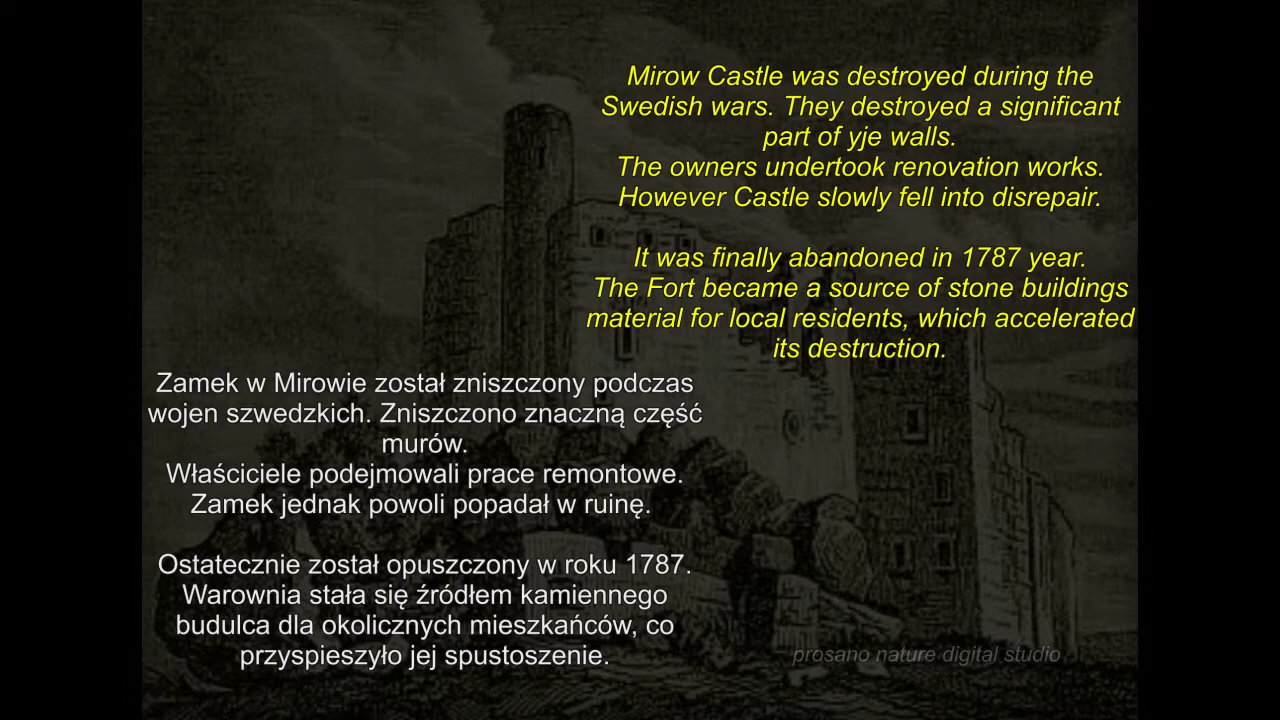 Mirow Castle was destroyed during the
Swedish wars. They destroyed a significant
part of yje walls.
The owners undertook renovation works.
However Castle slowly fell into disrepair.
It was finally abandoned in 1787 year.
The Fort became a source of stone buildings
material for local residents, which accelerated
its destruction.
Zamek w Mirowie został zniszczony podczas
wojen szwedzkich. Zniszczono znaczną część
murów.
Właściciele podejmowali prace remontowe.
Zamek jednak powoli popadał w ruinę.
Ostatecznie został opuszczony w roku 1787.
Warownia stała się źródłem kamiennego
budulca dla okolicznych mieszkańców, co
przyspieszyło jej spustoszenie.
prosano nature digital studio